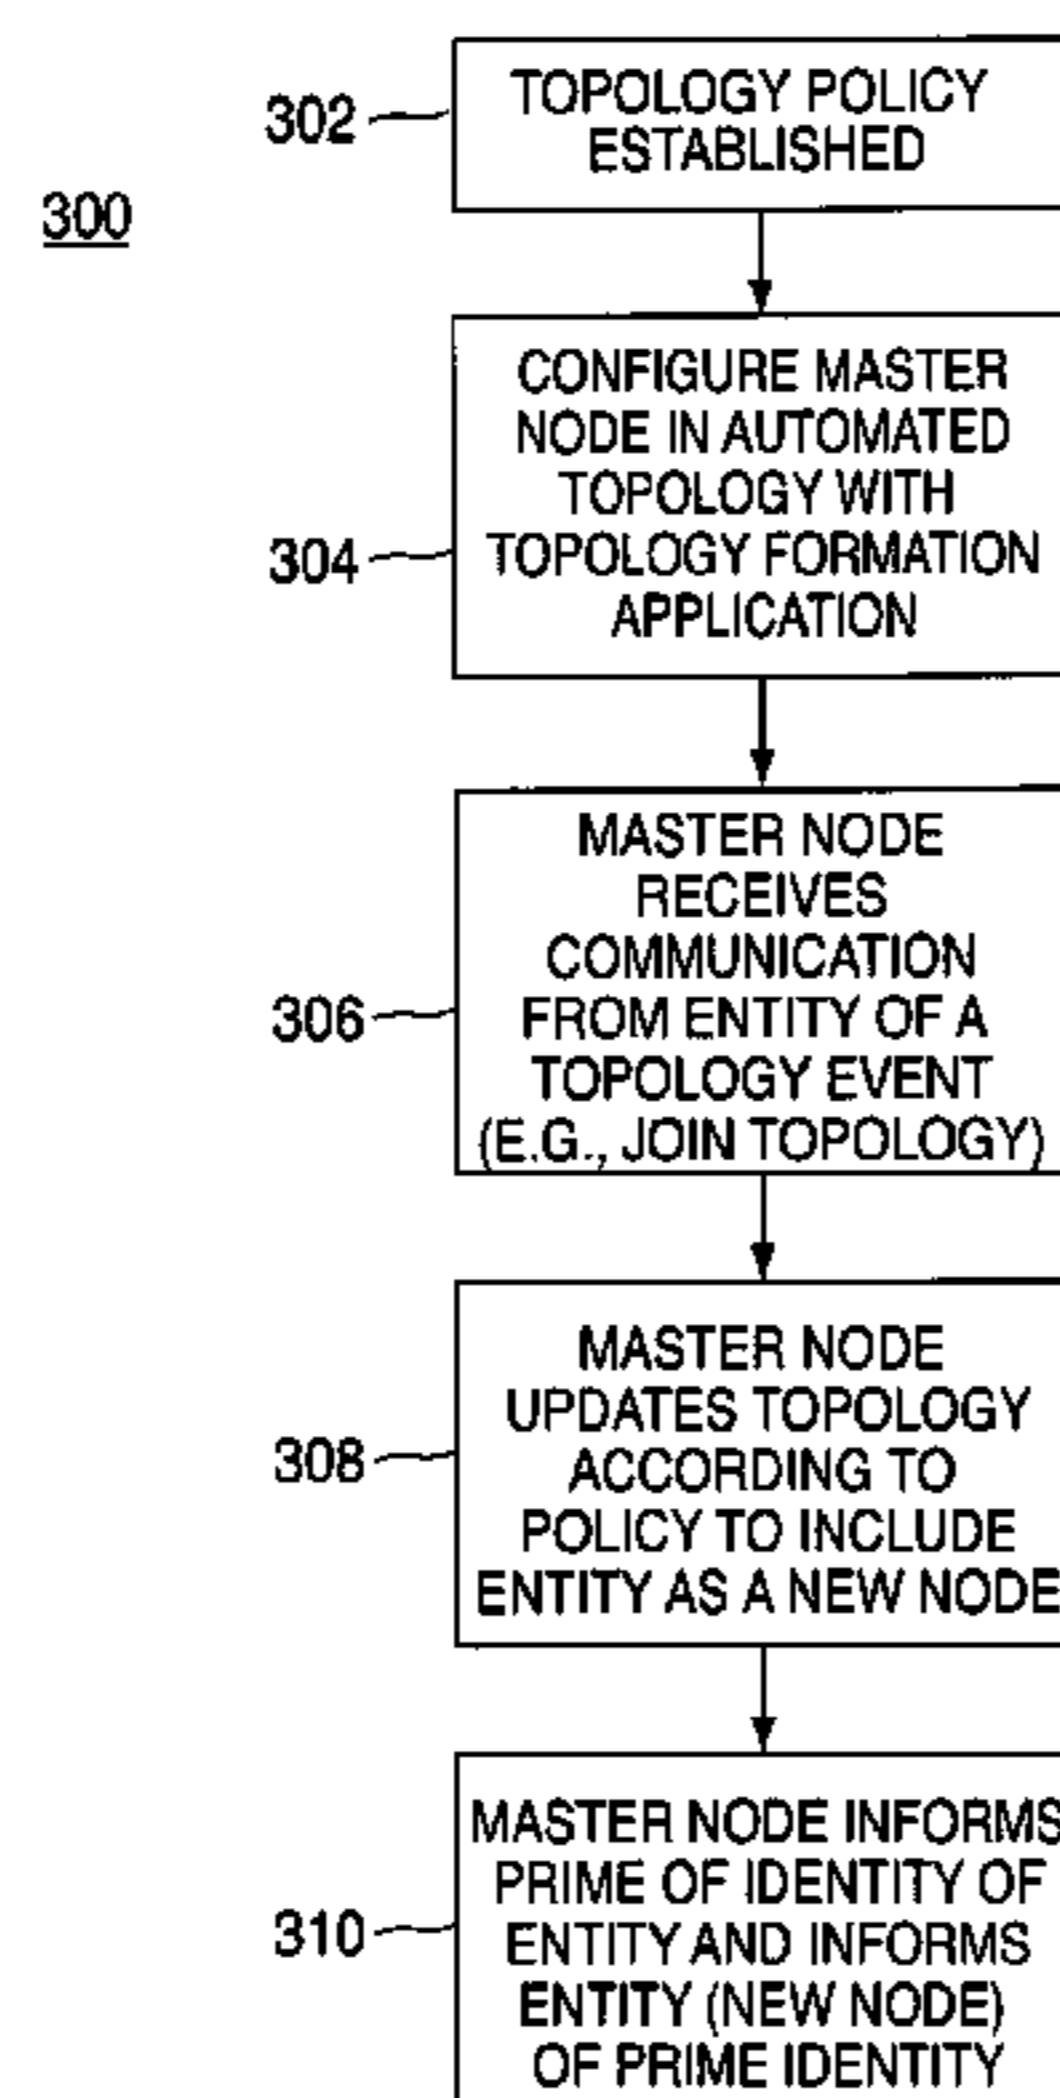 302
TOPOLOGY POLICY
ESTABLISHED
300
304
CONFIGURE MASTER
NODE IN AUTOMATED
TOPOLOGY WITH
TOPOLOGY FORMATION
APPLICATION
306
MASTER NODE
RECEIVES
COMMUNICATION
FROM ENTITY OF A
TOPOLOGY EVENT
(E.G., JOIN TOPOLOGY)
308
MASTER NODE
UPDATES TOPOLOGY
ACCORDING TO
POLICY TO INCLUDE
ENTITY AS A NEW NODE
310
MASTER NODE INFORMS
PRIME OF IDENTITY OF
ENTITY AND INFORMS
ENTITY (NEW NODE)
OF PRIME IDENTITY